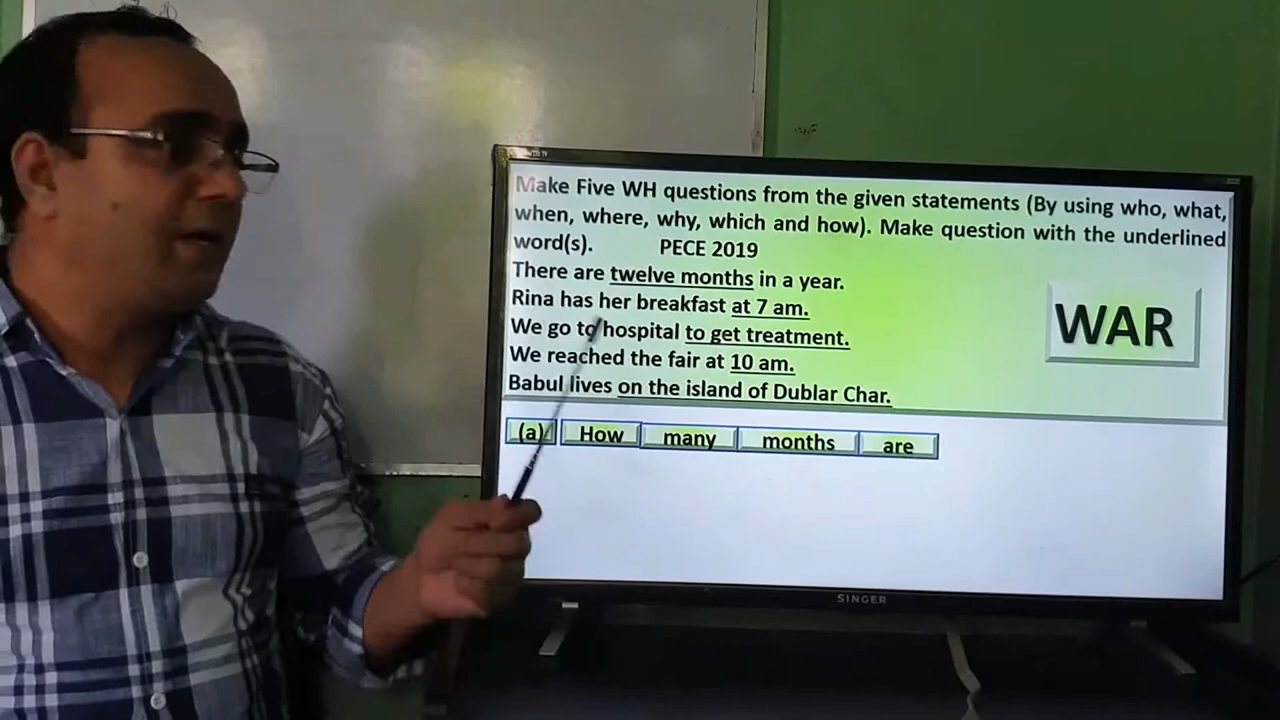 Make Five WH questions from the given statements (By using who, what,
when, where, why, which and how). Make question with the underlined
word(s). PECE 2019
There are twelve months in a year.
Rina has her breakfast at 7 am.
We go to hospital to get treatment.
We reached the fair at 10 am.
Babul lives on the island of Dublar Char.
WAR
(a) How many months are
SINGER